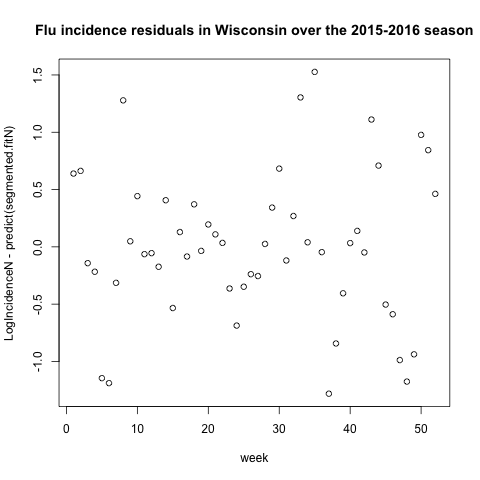 Flu incidence residuals in Wisconsin over the 2015-2016 season
LogIncidenceN - predict(segmented.fitN)
1.5
1.0
0.5
0.0
-0.5
-1.0
0 10 20 30 40 50
week